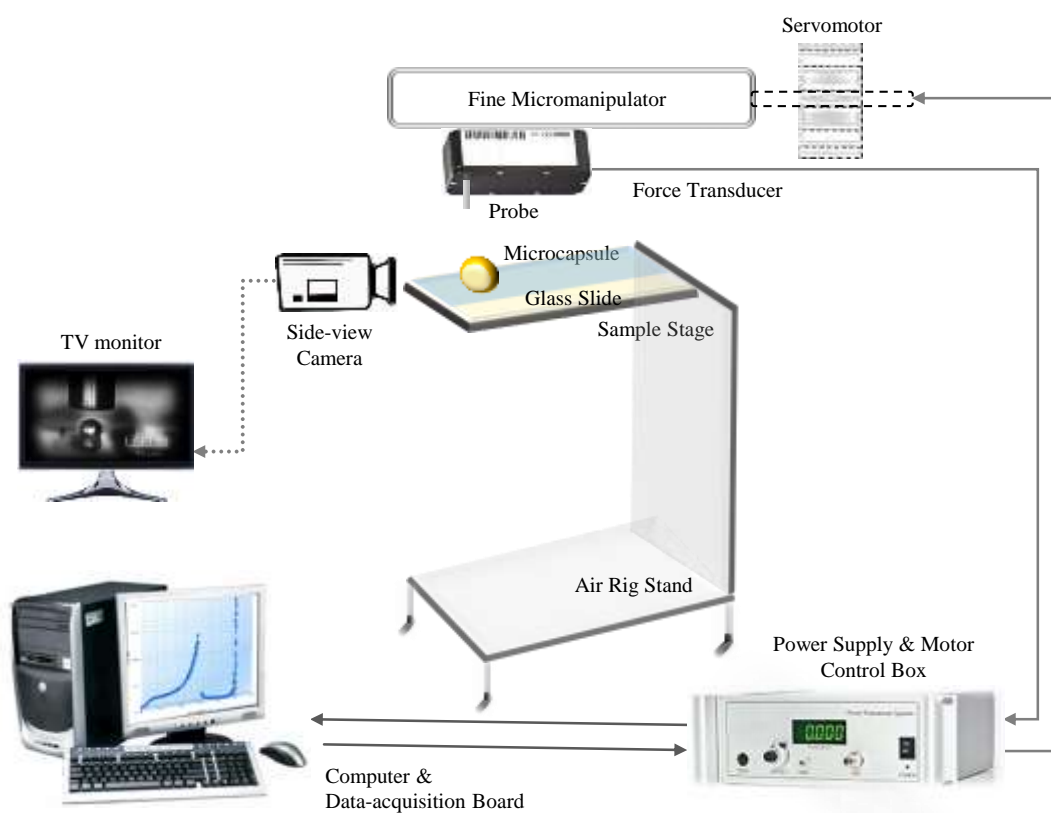 Servomotor
Fine Micromanipulator
Force Transducer
Probe
Microcapsule
Glass Slide
Sample Stage
Side-view
Camera
TV monitor
Air Rig Stand
Power Supply & Motor
Control Box
0.000
Computer &
Data-acquisition Board